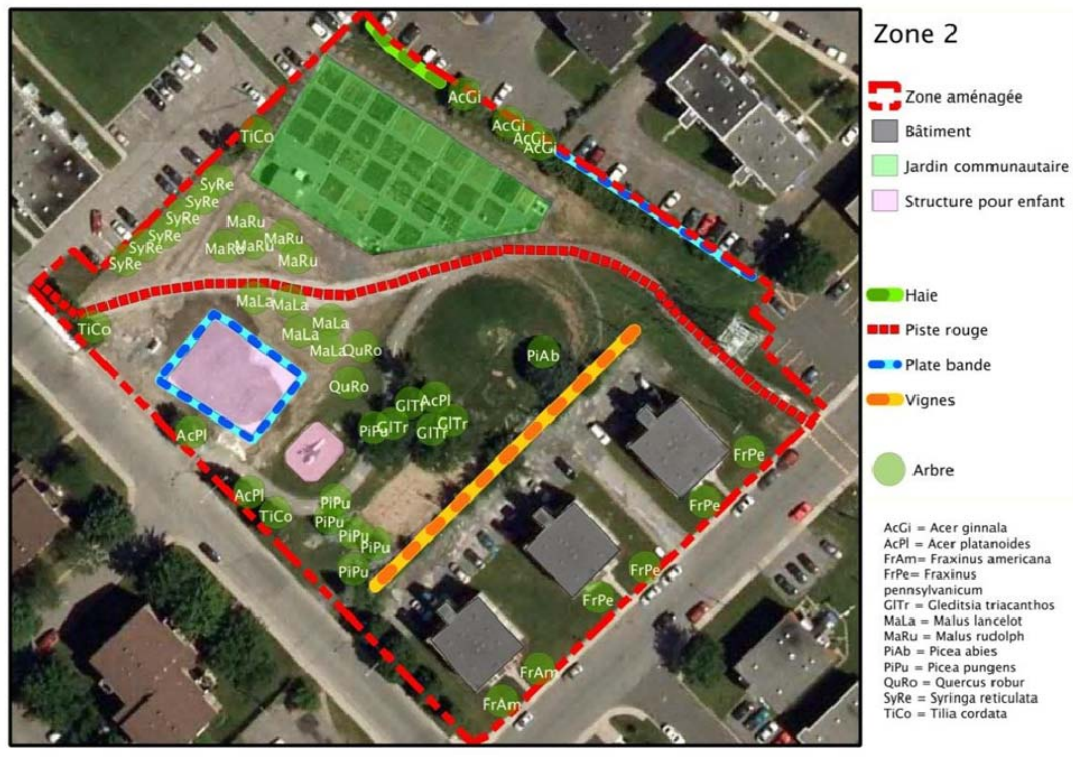 Zone 2
Zone aménagée
Bâtiment
Jardin communautaire
Structure pour enfant
Haie
Piste rouge
Plate bande
Vignes
Arbre
AcGi = Acer ginnala
AcPl = Acer platanoides
FrAm= Fraxinus americana
FrPe= Fraxinus
pennsylvanicum
GlTr = Gleditsia triacanthos
MaLa = Malus lancelot
MaRu = Malus rudolph
PiAb = Picea abies
PiPu = Picea pungens
QuRo = Quercus robur
SyRe = Syringa reticulata
TiCo = Tilia cordata
AcGi
AcGi
AcGi
AcGi
TiCo
SyRe
SyRe
SyRe
SyRe
SyRe
SyRe
MaRu
MaRu
MaRu
MaRu
MaRu
MaLa
MaLa
TiCo
MaLa
MaLa
MaLa
QuRo
PiAb
QuRo
GlTr
AcPl
PiPu
GlTr
GlTr
GlTr
AcPl
FrPe
AcPl
TiCo
PiPu
PiPu
PiPu
PiPu
PiPu
FrPe
FrPe
FrPe
FrAm
FrAm